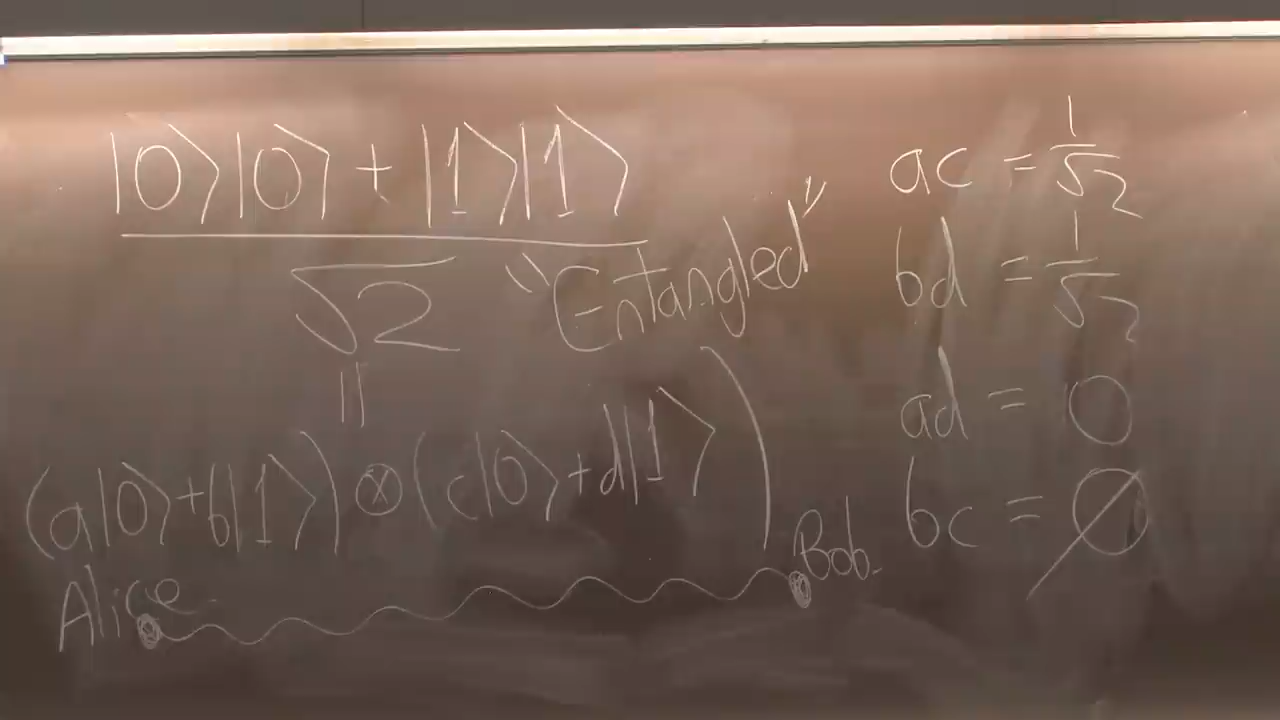 |0⟩|0⟩ + |1⟩|1⟩
√2
"Entangled"
||
(a|0⟩+b|1⟩) ⊗ (c|0⟩+d|1⟩)
Alice
Bob
ac = 1/√2
bd = 1/√2
ad = 0
bc = 0